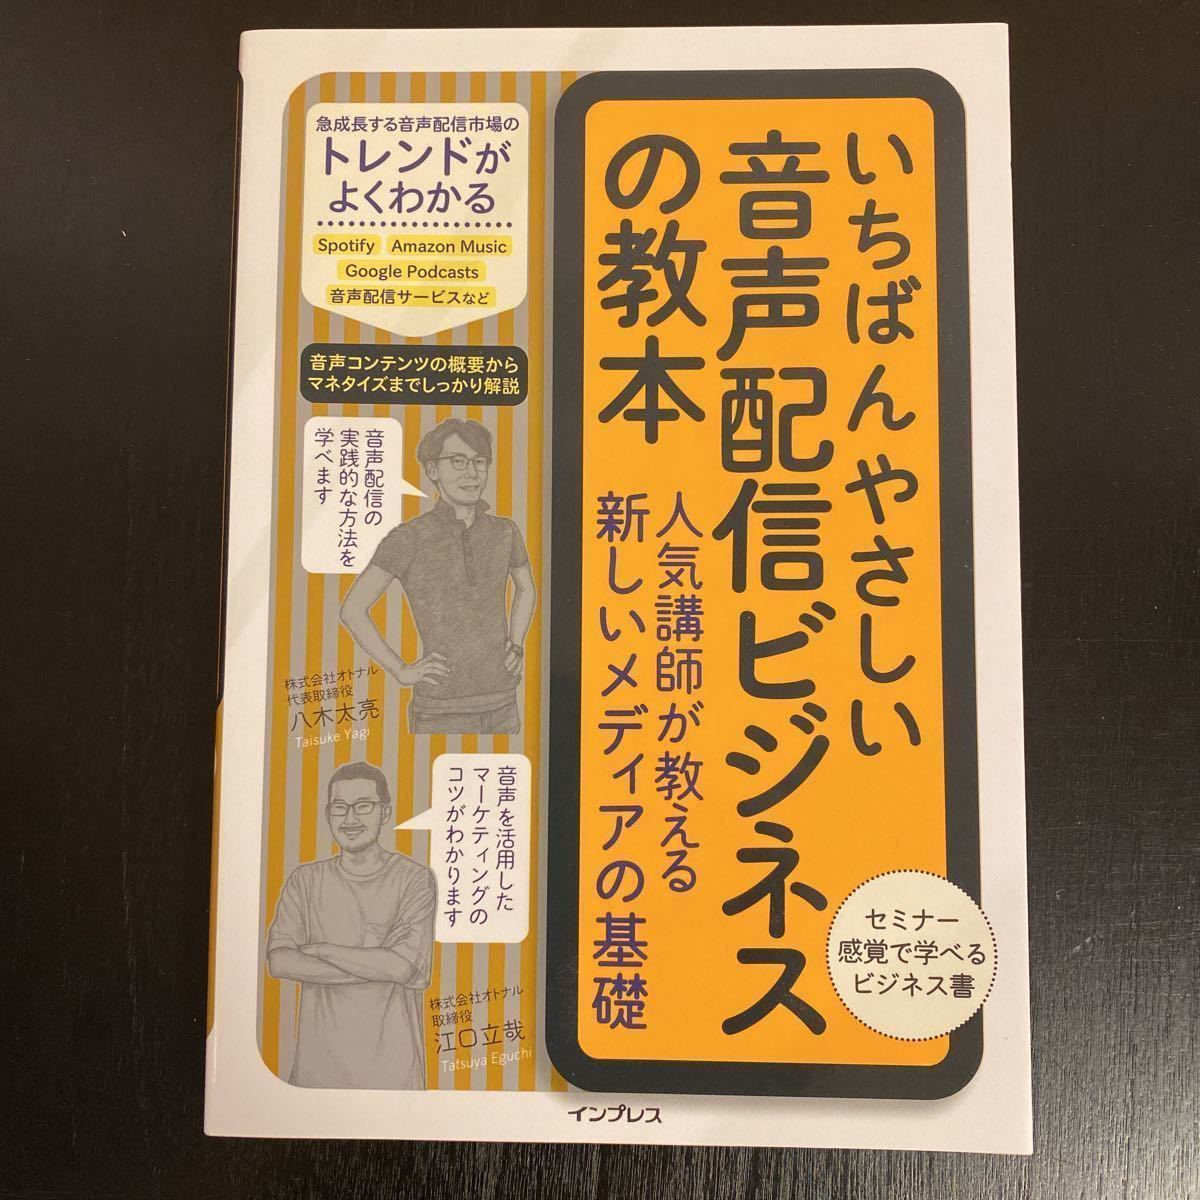 いちばんやさしい
音声配信ビジネス
の教本
人気講師が教える
新しいメディアの基礎
セミナー
感覚で学べる
ビジネス書
急成長する音声配信市場の
トレンドが
よくわかる
Spotify Amazon Music
Google Podcasts
音声配信サービスなど
音声コンテンツの概要から
マネタイズまでしっかり解説
音声配信の
実践的な方法を
学べます
株式会社オトナル
代表取締役
八木太亮
Taisuke Yagi
音声を活用した
マーケティングの
コツがわかります
株式会社オトナル
取締役
江口立哉
Tatsuya Eguchi
インプレス